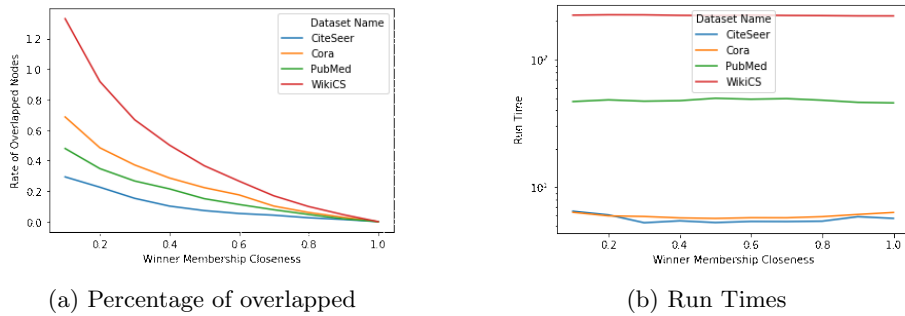 Dataset Name
CiteSeer
Cora
PubMed
WikiCS
Rate of Overlapped Nodes
1.2
1.0
0.8
0.6
0.4
0.2
0.0
0.2
0.4
0.6
0.8
1.0
Winner Membership Closeness
(a) Percentage of overlapped
Dataset Name
CiteSeer
Cora
PubMed
WikiCS
Run Time
10²
10¹
0.2
0.4
0.6
0.8
1.0
Winner Membership Closeness
(b) Run Times